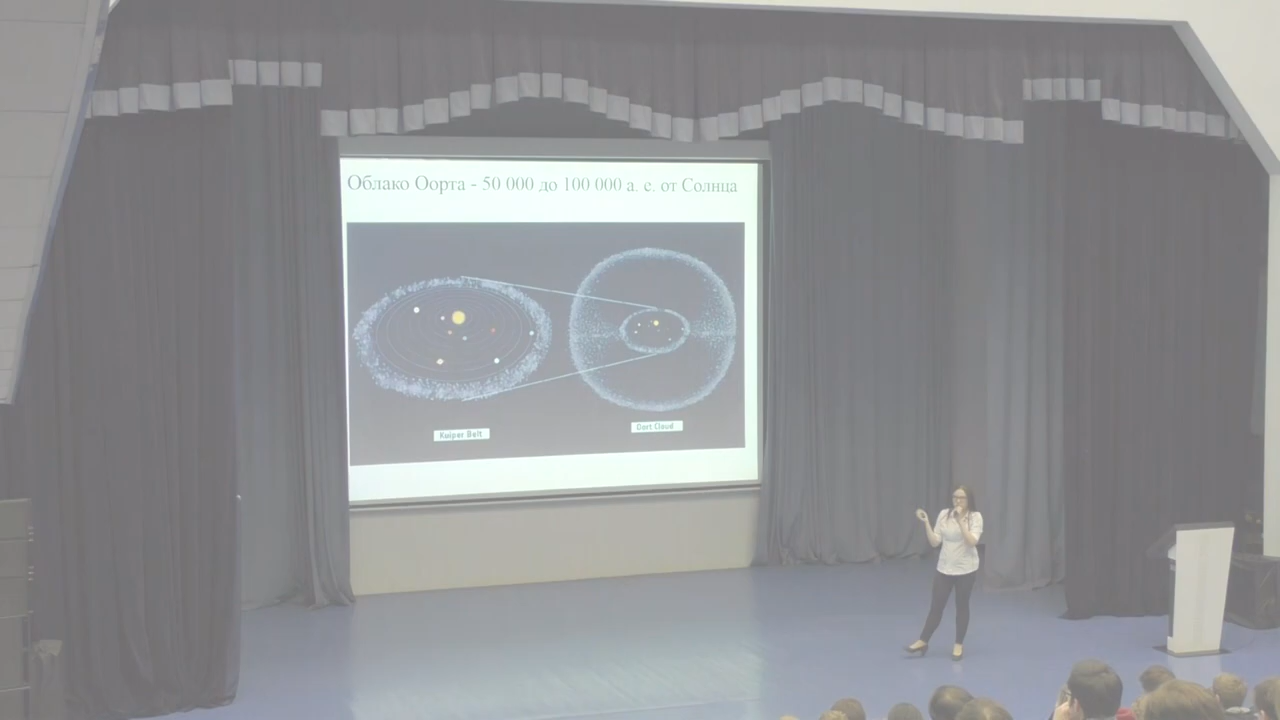 Облако Оорта - 50 000 до 100 000 а. е. от Солнца
Kuiper Belt
Oort Cloud